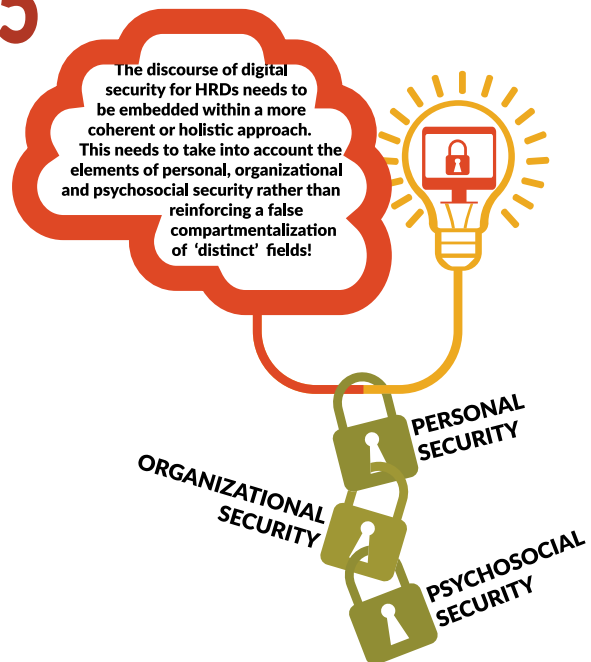 5
The discourse of digital
security for HRDs needs to
be embedded within a more
coherent or holistic approach.
This needs to take into account the
elements of personal, organizational
and psychosocial security rather than
reinforcing a false
compartmentalization
of ‘distinct’ fields!
PERSONAL
SECURITY
ORGANIZATIONAL
SECURITY
PSYCHOSOCIAL
SECURITY